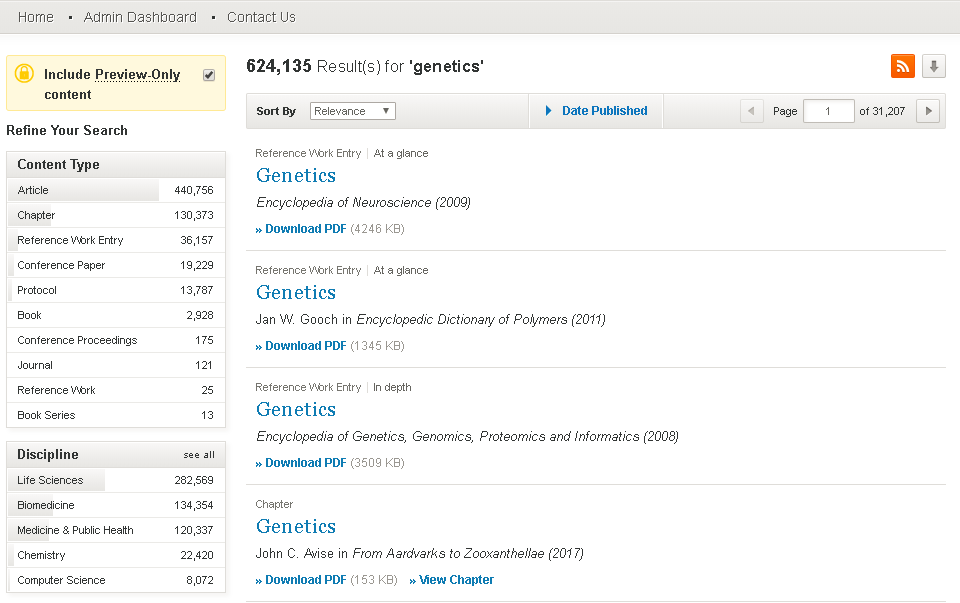 Home • Admin Dashboard • Contact Us
Include Preview-Only
content
Refine Your Search
Content Type
Article 440,756
Chapter 130,373
Reference Work Entry 36,157
Conference Paper 19,229
Protocol 13,787
Book 2,928
Conference Proceedings 175
Journal 121
Reference Work 25
Book Series 13
Discipline see all
Life Sciences 282,569
Biomedicine 134,354
Medicine & Public Health 120,337
Chemistry 22,420
Computer Science 8,072
624,135 Result(s) for 'genetics'
Sort By Relevance Date Published Page 1 of 31,207
Reference Work Entry | At a glance
Genetics
Encyclopedia of Neuroscience (2009)
» Download PDF (4246 KB)
Reference Work Entry | At a glance
Genetics
Jan W. Gooch in Encyclopedic Dictionary of Polymers (2011)
» Download PDF (1345 KB)
Reference Work Entry | In depth
Genetics
Encyclopedia of Genetics, Genomics, Proteomics and Informatics (2008)
» Download PDF (3509 KB)
Chapter
Genetics
John C. Avise in From Aardvarks to Zooxanthellae (2017)
» Download PDF (153 KB) » View Chapter